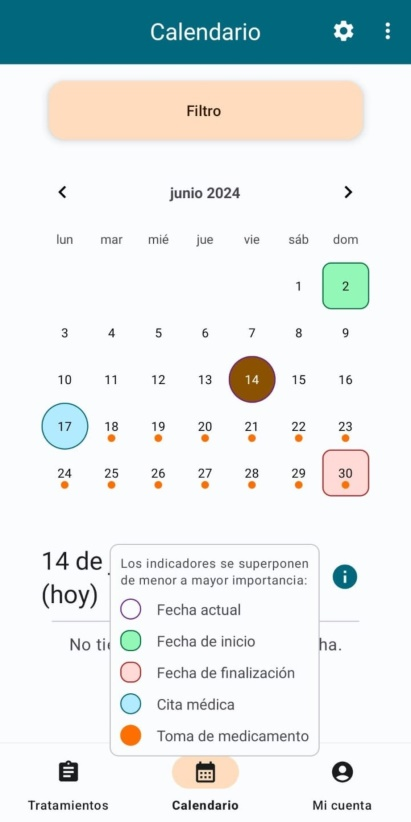 Calendario
Filtro
junio 2024
lun mar mié jue vie sáb dom
1 2
3 4 5 6 7 8 9
10 11 12 13 14 15 16
17 18 19 20 21 22 23
24 25 26 27 28 29 30
14 de
(hoy)
Los indicadores se superponen
de menor a mayor importancia:
Fecha actual
Fecha de inicio
Fecha de finalización
Cita médica
Toma de medicamento
No ha.
Tratamientos Calendario Mi cuenta